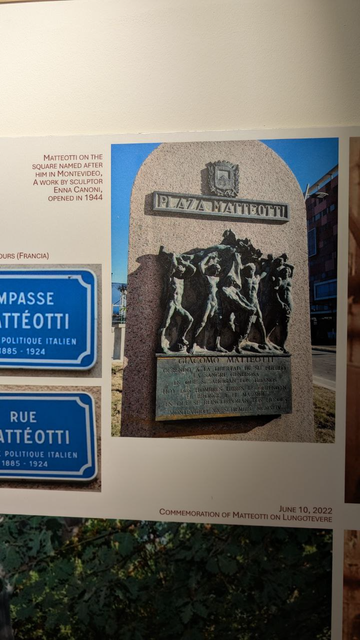 MATTEOTTI ON THE
SQUARE NAMED AFTER
HIM IN MONTEVIDEO,
A WORK BY SCULPTOR
ENNA CANONI,
OPENED IN 1944
PLAZA MATTEOTTI
GIACOMO MATTEOTTI
OURS (FRANCIA)
MPASSE
ATTÉOTTI
POLITIQUE ITALIEN
1885 - 1924
RUE
ATTÉOTTI
POLITIQUE ITALIEN
1885 - 1924
JUNE 10, 2022
COMMEMORATION OF MATTEOTTI ON LUNGOTEVERE